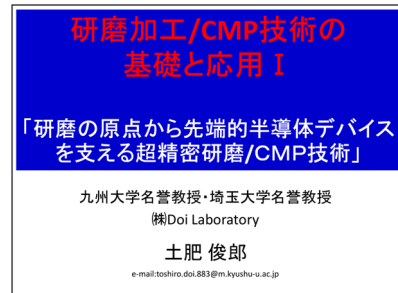 研磨加工/CMP技術の
基礎と応用Ⅰ
「研磨の原点から先端的半導体デバイス
を支える超精密研磨/CMP技術」
九州大学名誉教授・埼玉大学名誉教授
㈱Doi Laboratory
土肥 俊郎
e-mail:toshiro.doi.883@m.kyushu-u.ac.jp